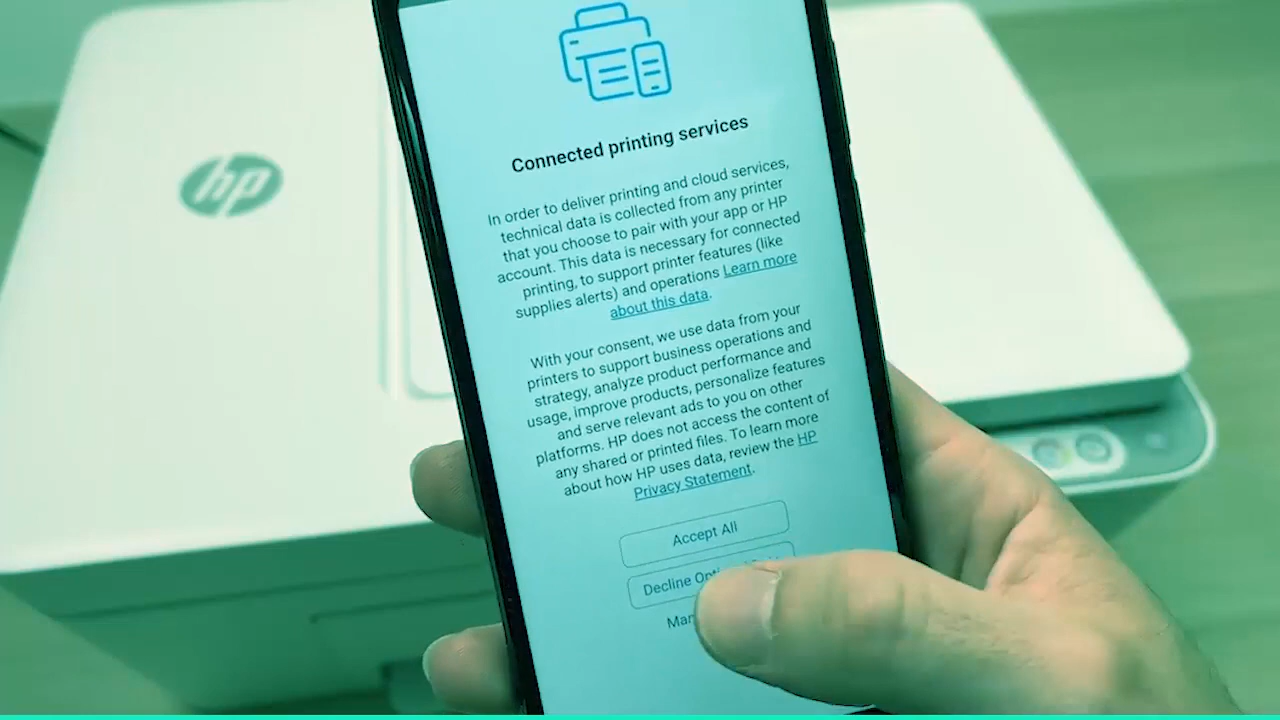 hp
Connected printing services
In order to deliver printing and cloud services,
technical data is collected from any printer
that you choose to pair with your app or HP
account. This data is necessary for connected
printing, to support printer features (like
supplies alerts) and operations Learn more
about this data.
With your consent, we use data from your
printers to support business operations and
strategy, analyze product performance and
usage, improve products, personalize features
and serve relevant ads to you on other
platforms. HP does not access the content of
any shared or printed files. To learn more
about how HP uses data, review the HP
Privacy Statement.
Accept All
Decline